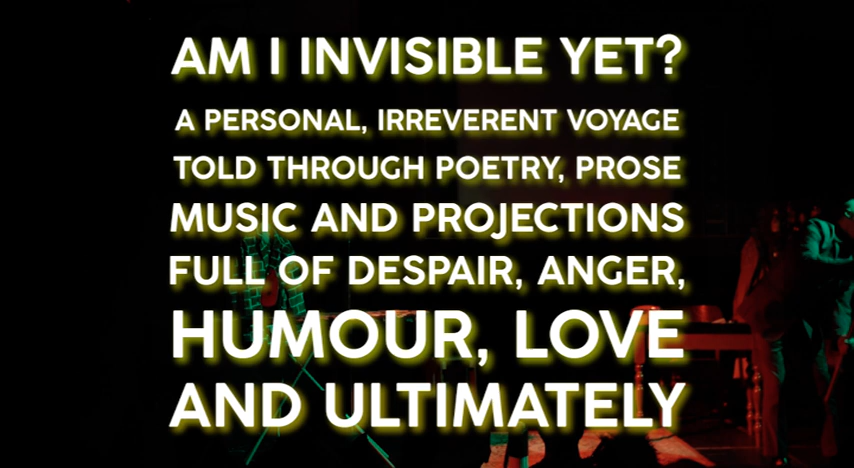 AM I INVISIBLE YET?
A PERSONAL, IRREVERENT VOYAGE
TOLD THROUGH POETRY, PROSE
MUSIC AND PROJECTIONS
FULL OF DESPAIR, ANGER,
HUMOUR, LOVE
AND ULTIMATELY